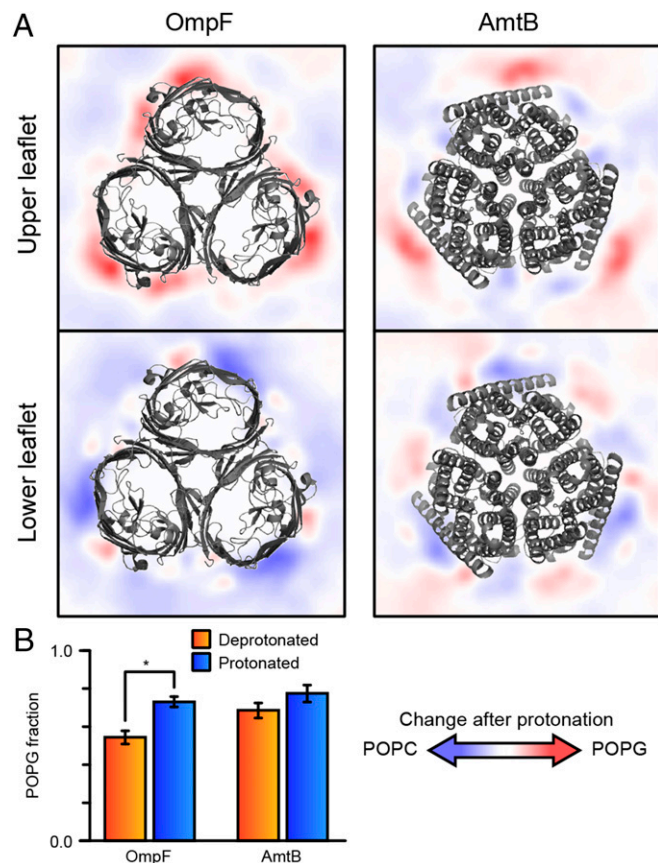 A
OmpF
AmtB
Upper leaflet
Lower leaflet
B
1.0
0.0
POPG fraction
*
Deprotonated
Protonated
OmpF
AmtB
Change after protonation
POPC
POPG